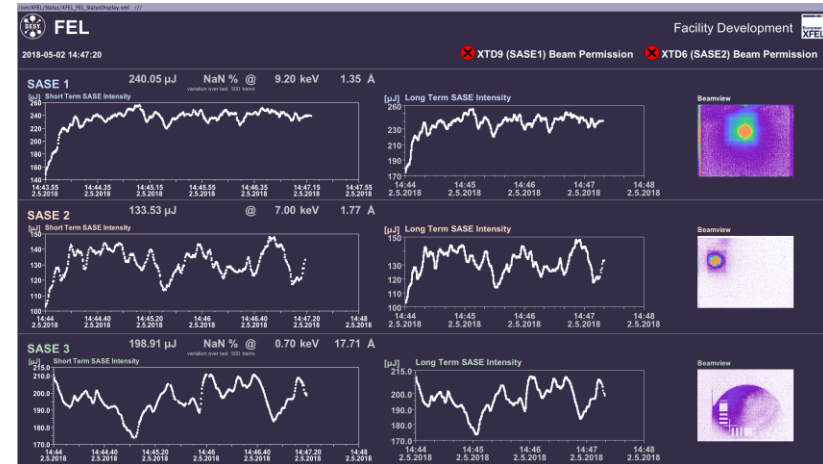 /svn/XFEL/Status/XFEL_FEL_StatusDisplay.xml ///
DESY
FEL
Facility Development
European
XFEL
2018-05-02 14:47:20
XTD9 (SASE1) Beam Permission
XTD6 (SASE2) Beam Permission
SASE 1
240.05 µJ
NaN % @
9.20 keV
1.35 Å
variation over last 500 trains
[µJ] Short Term SASE Intensity
260
240
220
200
180
160
140
14:43.55 14:44.35 14:45.15 14:45.55 14:46.35 14:47.15 14:47.55
2.5.2018 2.5.2018 2.5.2018 2.5.2018 2.5.2018 2.5.2018 2.5.2018
[µJ] Long Term SASE Intensity
260
230
210
190
170
14:44 14:45 14:46 14:47 14:48
2.5.2018 2.5.2018 2.5.2018 2.5.2018 2.5.2018
Beamview
SASE 2
133.53 µJ
@
7.00 keV
1.77 Å
[µJ] Short Term SASE Intensity
150
140
130
120
110
100
14:44 14:44.40 14:45.20 14:46 14:46.40 14:47.20 14:48
2.5.2018 2.5.2018 2.5.2018 2.5.2018 2.5.2018 2.5.2018 2.5.2018
[µJ] Long Term SASE Intensity
150
130
120
110
100
14:44 14:45 14:46 14:47 14:48
2.5.2018 2.5.2018 2.5.2018 2.5.2018 2.5.2018
Beamview
SASE 3
198.91 µJ
NaN % @
0.70 keV
17.71 Å
variation over last 500 trains
[µJ] Short Term SASE Intensity
215.0
210.0
200.0
190.0
180.0
170.0
14:44 14:44.40 14:45.20 14:46 14:46.40 14:47.20 14:48
2.5.2018 2.5.2018 2.5.2018 2.5.2018 2.5.2018 2.5.2018 2.5.2018
[µJ] Long Term SASE Intensity
215.0
200.0
190.0
180.0
170.0
14:44 14:45 14:46 14:47 14:48
2.5.2018 2.5.2018 2.5.2018 2.5.2018 2.5.2018
Beamview